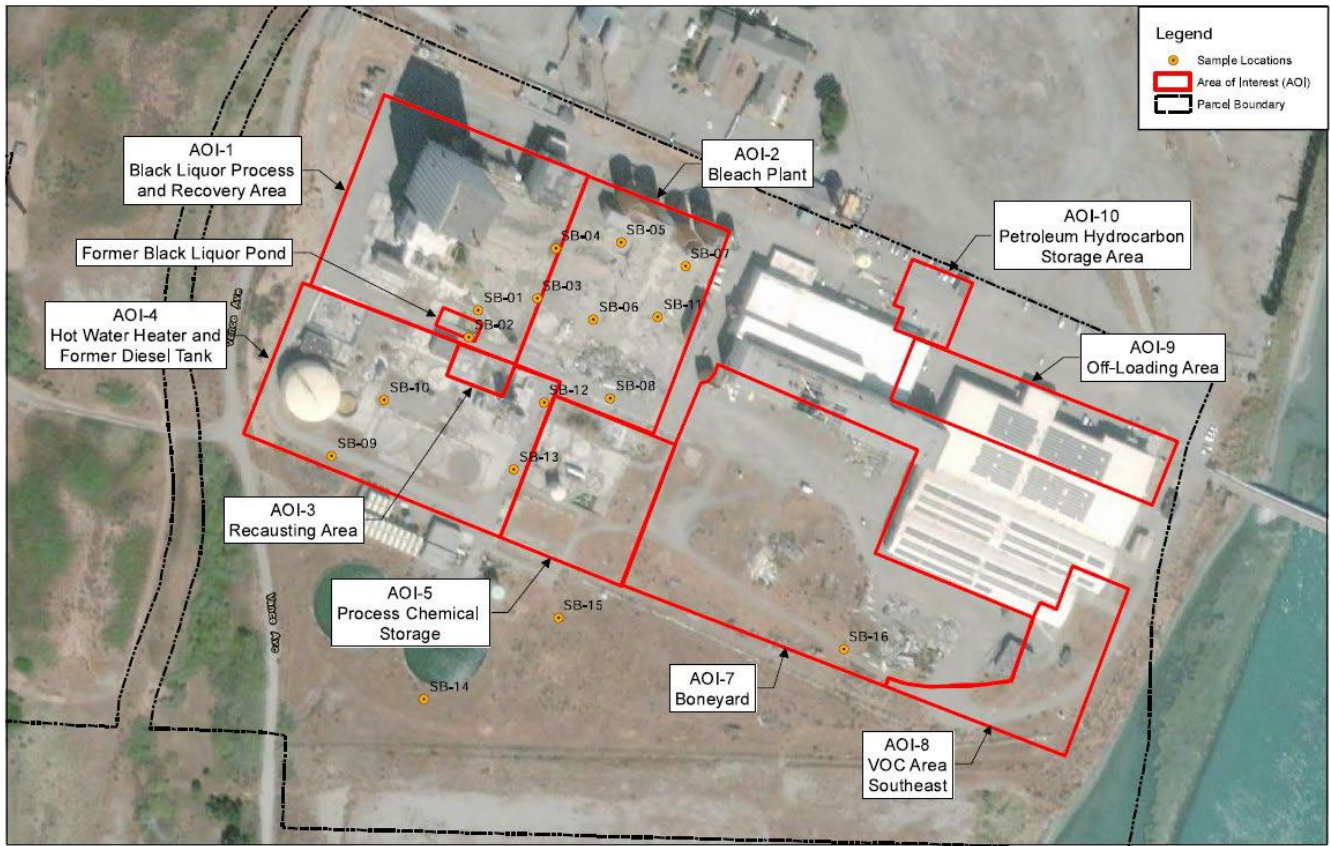 Legend
Sample Locations
Area of Interest (AOI)
Parcel Boundary
AOI-1
Black Liquor Process
and Recovery Area
AOI-2
Bleach Plant
AOI-10
Petroleum Hydrocarbon
Storage Area
Former Black Liquor Pond
AOI-4
Hot Water Heater and
Former Diesel Tank
AOI-9
Off-Loading Area
SB-04
SB-05
SB-07
SB-01
SB-03
SB-02
SB-06
SB-11
Vance Ave
SB-10
SB-12
SB-08
SB-09
SB-13
AOI-3
Recausting Area
AOI-5
Process Chemical
Storage
Vance Ave
SB-15
SB-16
SB-14
AOI-7
Boneyard
AOI-8
VOC Area
Southeast